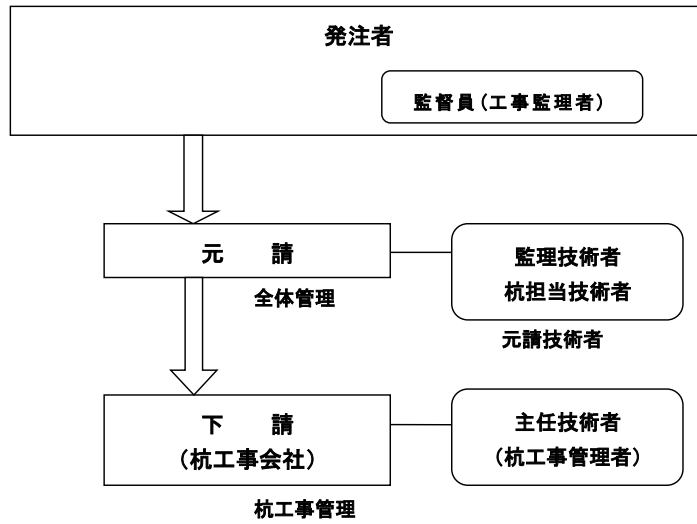 発注者
監督員(工事監理者)
元　　請
全体管理
監理技術者
杭担当技術者
元請技術者
下　　請
(杭工事会社)
杭工事管理
主任技術者
(杭工事管理者)